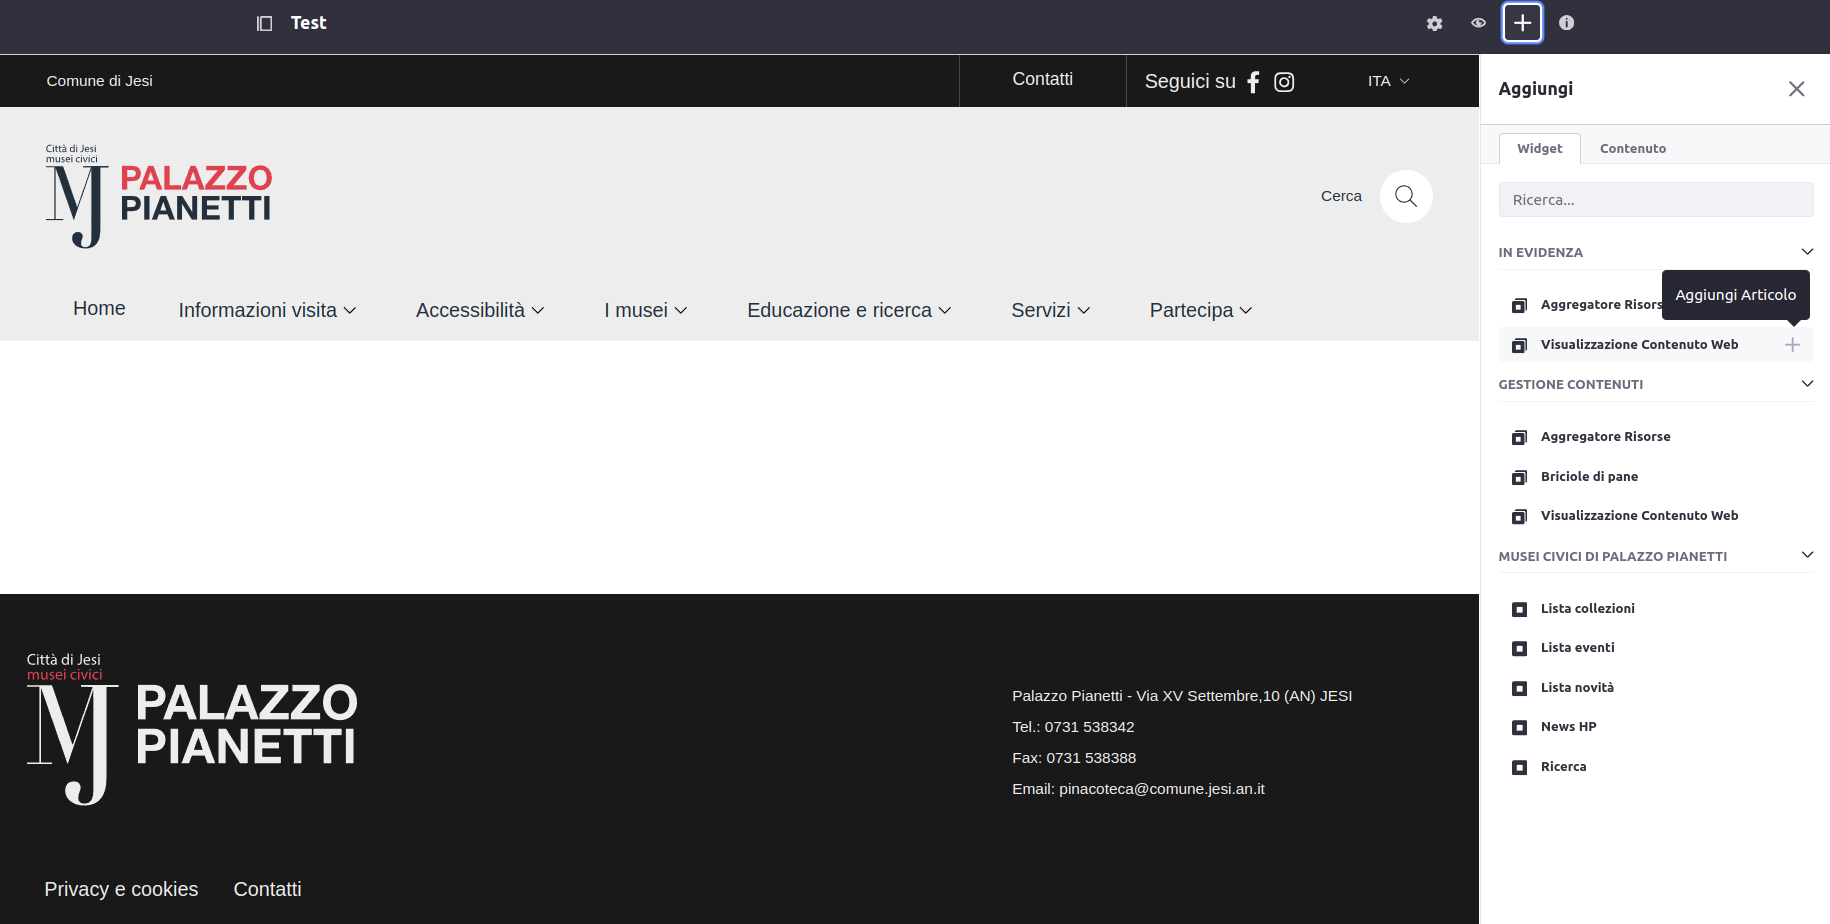 Test
Comune di Jesi
Contatti
Seguici su
ITA
Città di Jesi
musei civici
MJ PALAZZO
PIANETTI
Cerca
Home
Informazioni visita
Accessibilità
I musei
Educazione e ricerca
Servizi
Partecipa
Aggiungi
Widget
Contenuto
Ricerca...
IN EVIDENZA
Aggregatore Risors
Aggiungi Articolo
Visualizzazione Contenuto Web
GESTIONE CONTENUTI
Aggregatore Risorse
Briciole di pane
Visualizzazione Contenuto Web
MUSEI CIVICI DI PALAZZO PIANETTI
Lista collezioni
Lista eventi
Lista novità
News HP
Ricerca
Città di Jesi
musei civici
MJ PALAZZO
PIANETTI
Palazzo Pianetti - Via XV Settembre,10 (AN) JESI
Tel.: 0731 538342
Fax: 0731 538388
Email: pinacoteca@comune.jesi.an.it
Privacy e cookies
Contatti